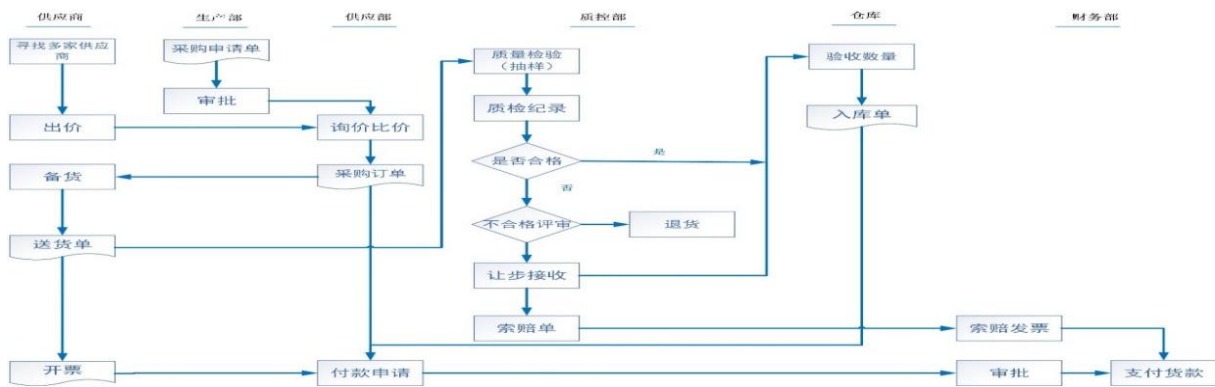 供应商
生产部
供应部
质控部
仓库
财务部
寻找多家供应
商
采购申请单
质量检验
（抽样）
验收数量
审批
质检纪录
出价
询价比价
入库单
是否合格
是
备货
采购订单
否
不合格评审
退货
送货单
让步接收
索赔单
索赔发票
开票
付款申请
审批
支付货款